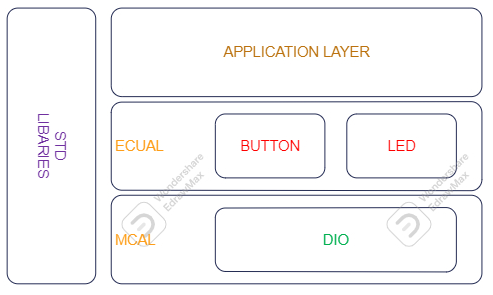 STD
LIBARIES
APPLICATION LAYER
ECUAL
BUTTON
LED
MCAL
DIO
Wondershare
EdrawMax
Wondershare
EdrawMax